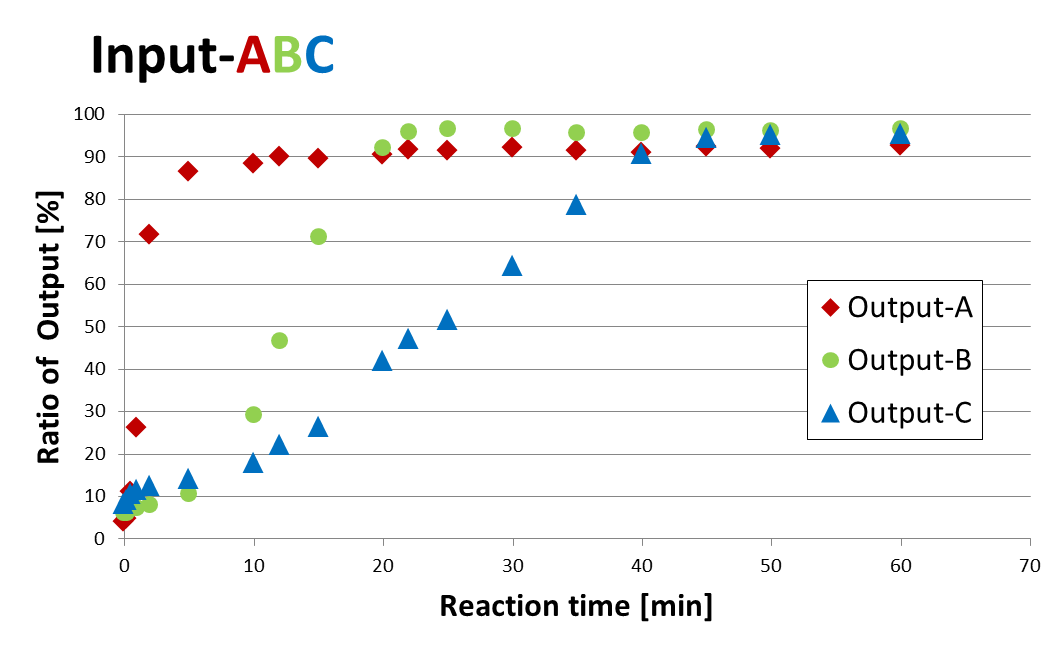 Input-ABC
100
90
80
70
60
50
40
30
20
10
0
Ratio of Output [%]
Output-A
Output-B
Output-C
0 10 20 30 40 50 60 70
Reaction time [min]